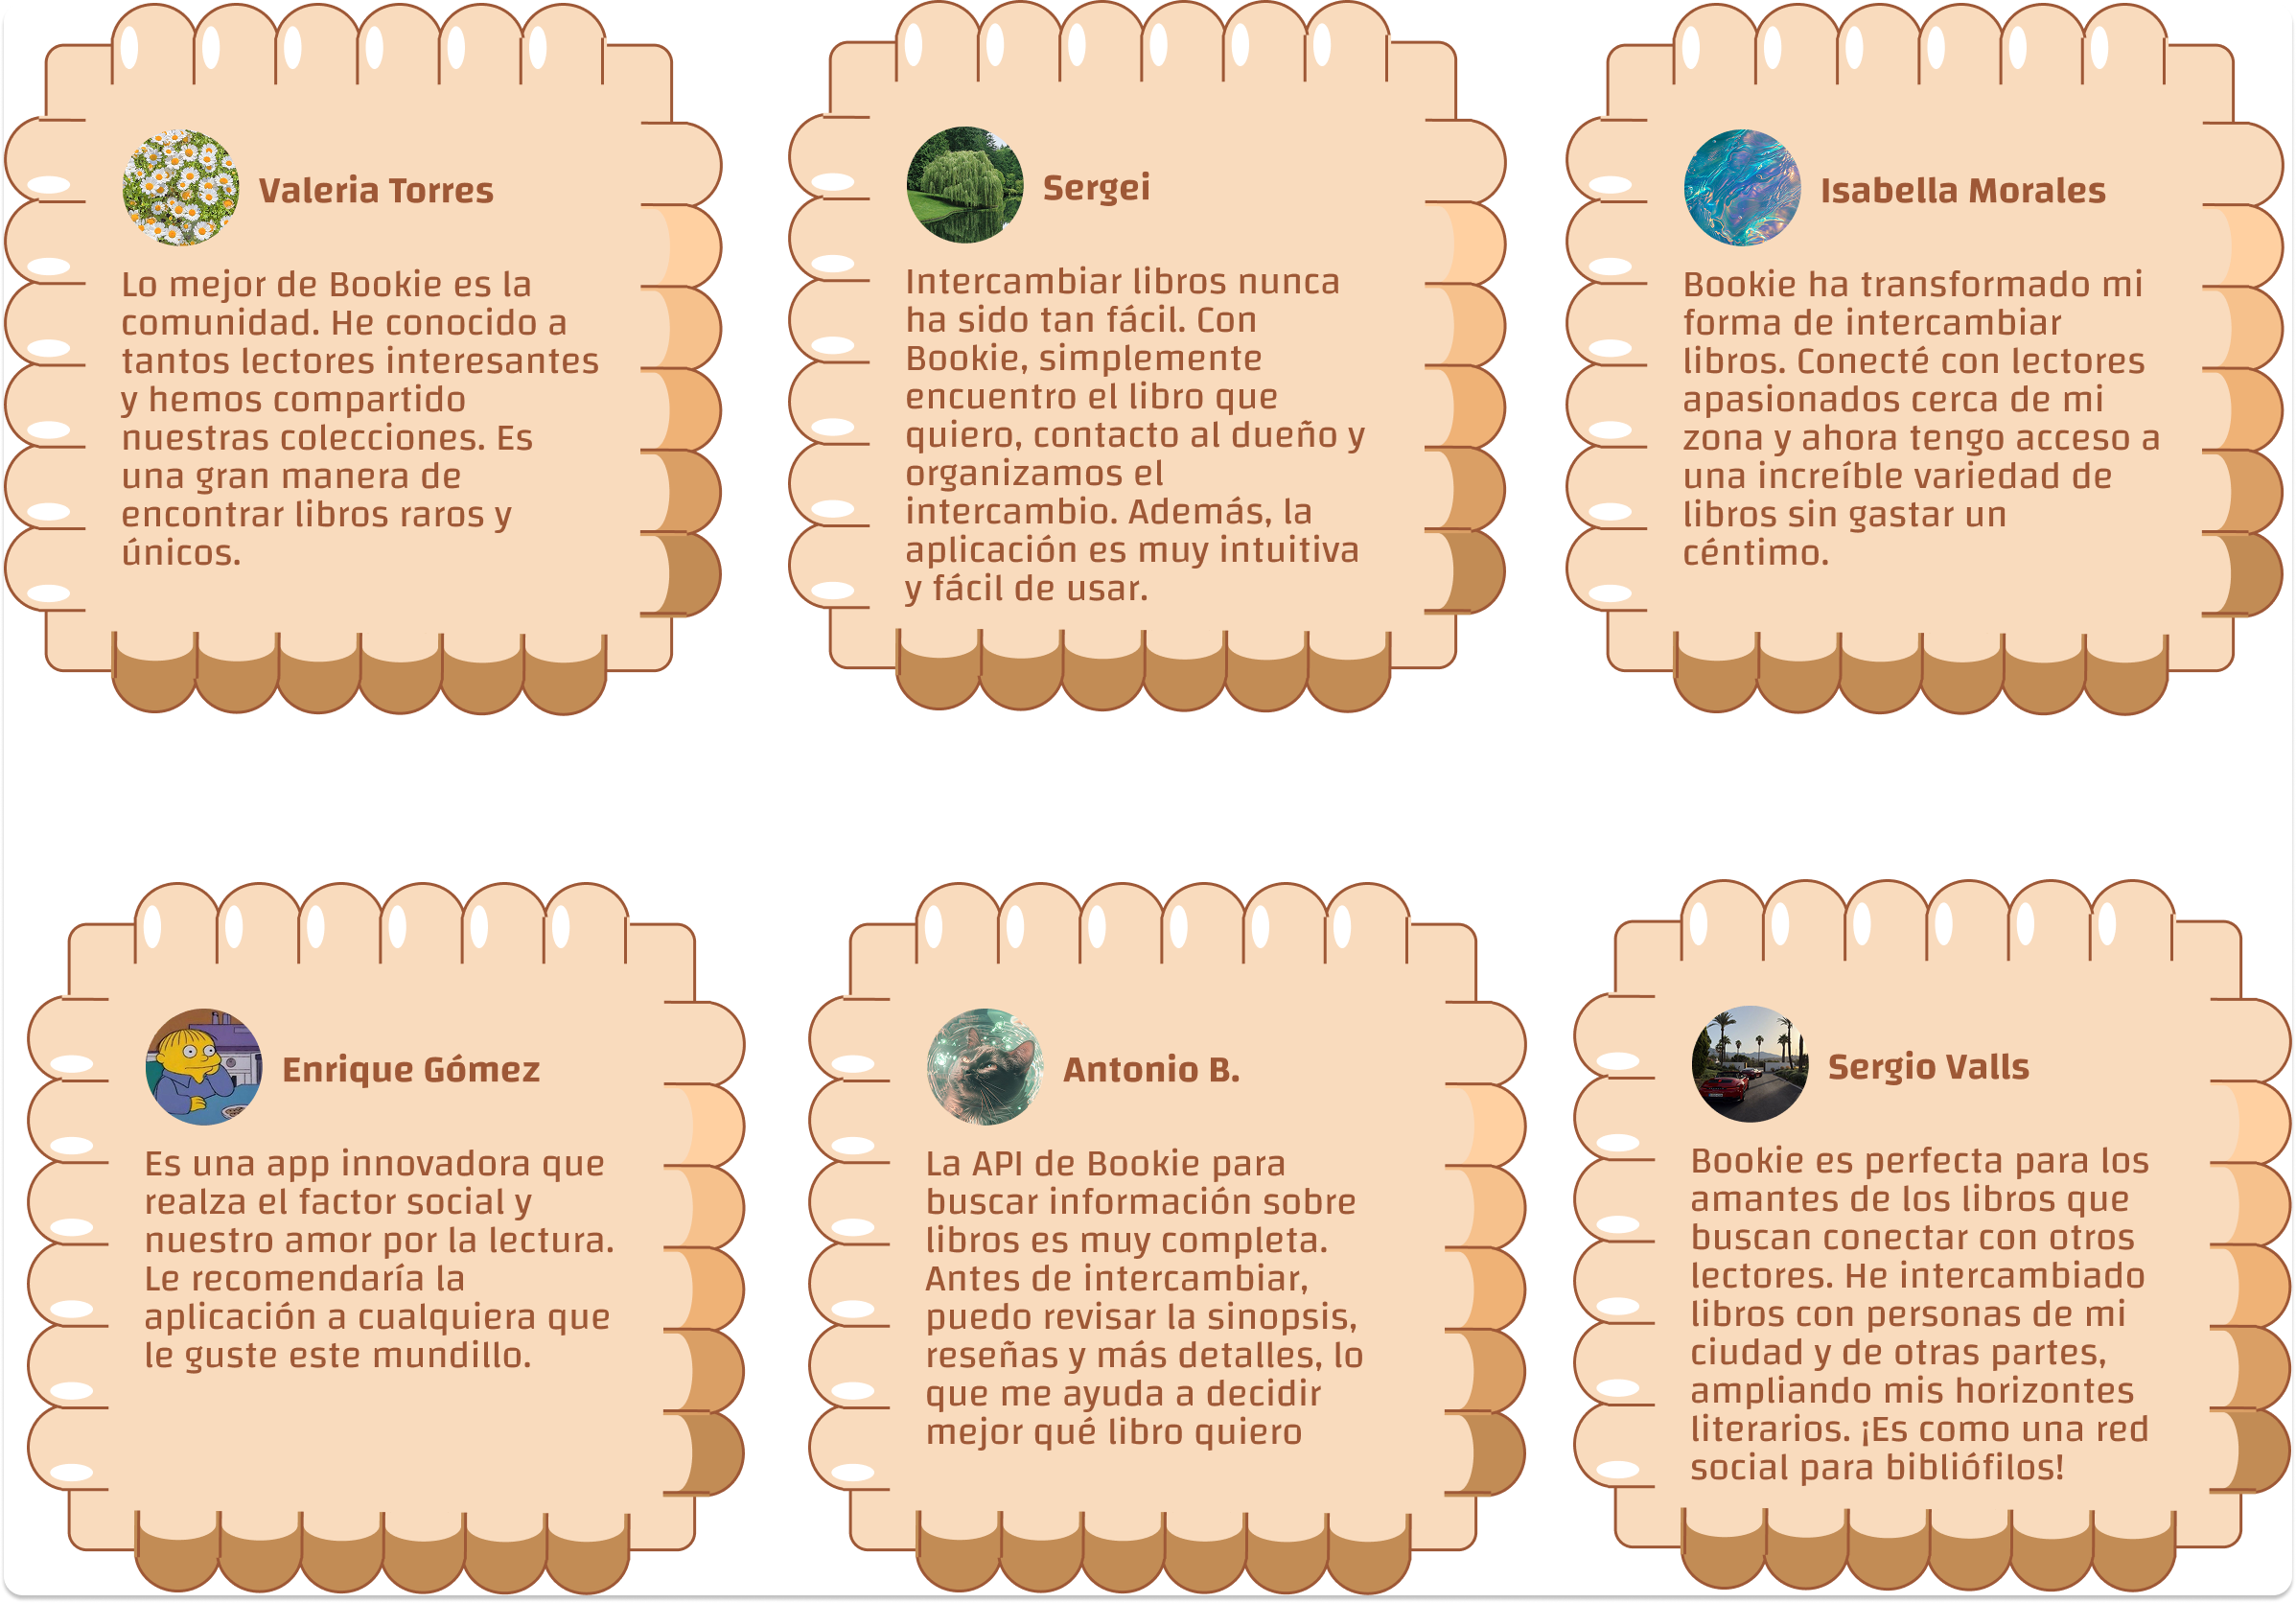 Valeria Torres
Lo mejor de Bookie es la
comunidad. He conocido a
tantos lectores interesantes
y hemos compartido
nuestras colecciones. Es
una gran manera de
encontrar libros raros y
únicos.
Sergei
Intercambiar libros nunca
ha sido tan fácil. Con
Bookie, simplemente
encuentro el libro que
quiero, contacto al dueño y
organizamos el
intercambio. Además, la
aplicación es muy intuitiva
y fácil de usar.
Isabella Morales
Bookie ha transformado mi
forma de intercambiar
libros. Conecté con lectores
apasionados cerca de mi
zona y ahora tengo acceso a
una increíble variedad de
libros sin gastar un
céntimo.
Enrique Gómez
Es una app innovadora que
realza el factor social y
nuestro amor por la lectura.
Le recomendaría la
aplicación a cualquiera que
le guste este mundillo.
Antonio B.
La API de Bookie para
buscar información sobre
libros es muy completa.
Antes de intercambiar,
puedo revisar la sinopsis,
reseñas y más detalles, lo
que me ayuda a decidir
mejor qué libro quiero
Sergio Valls
Bookie es perfecta para los
amantes de los libros que
buscan conectar con otros
lectores. He intercambiado
libros con personas de mi
ciudad y de otras partes,
ampliando mis horizontes
literarios. ¡Es como una red
social para bibliófilos!